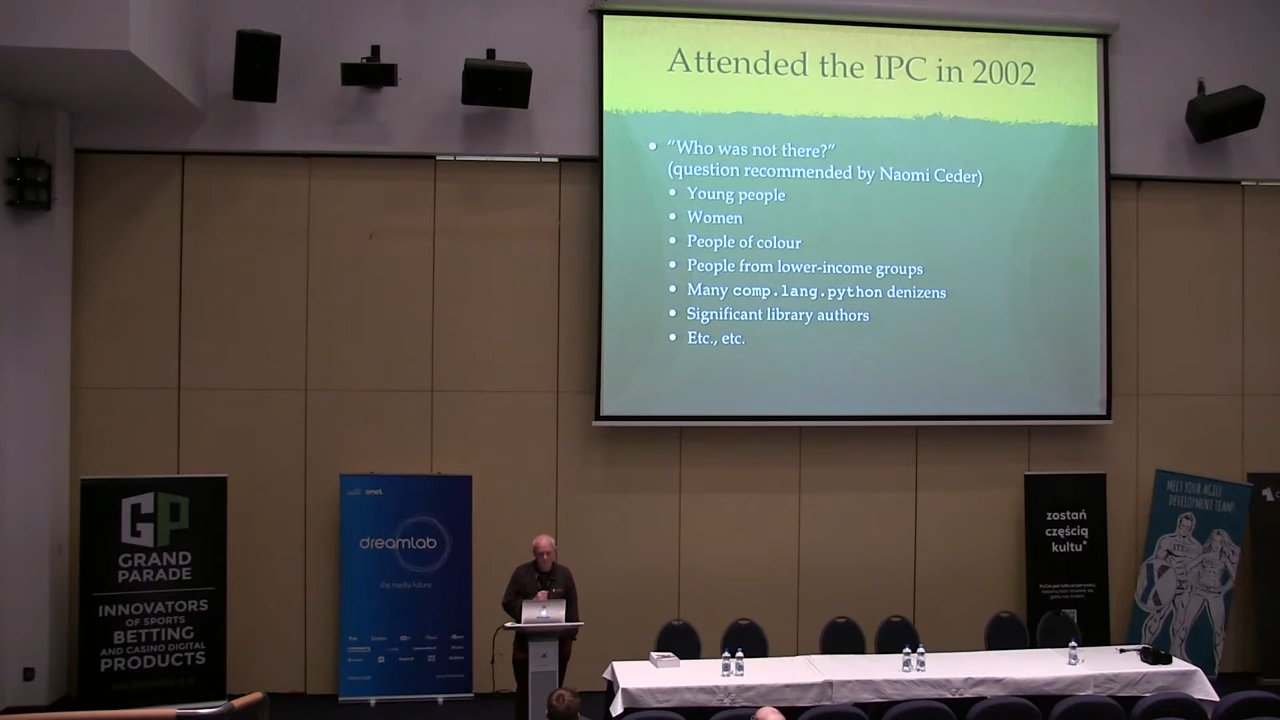 Attended the IPC in 2002
• "Who was not there?"
(question recommended by Naomi Ceder)
• Young people
• Women
• People of colour
• People from lower-income groups
• Many comp.lang.python denizens
• Significant library authors
• Etc., etc.
GP
GRAND
PARADE
INNOVATORS
OF SPORTS
BETTING
AND CASINO DIGITAL
PRODUCTS
onet
dreamlab
the media future
zostań
częścią
kultu*
MEET YOUR AGILE
DEVELOPMENT TEAM!